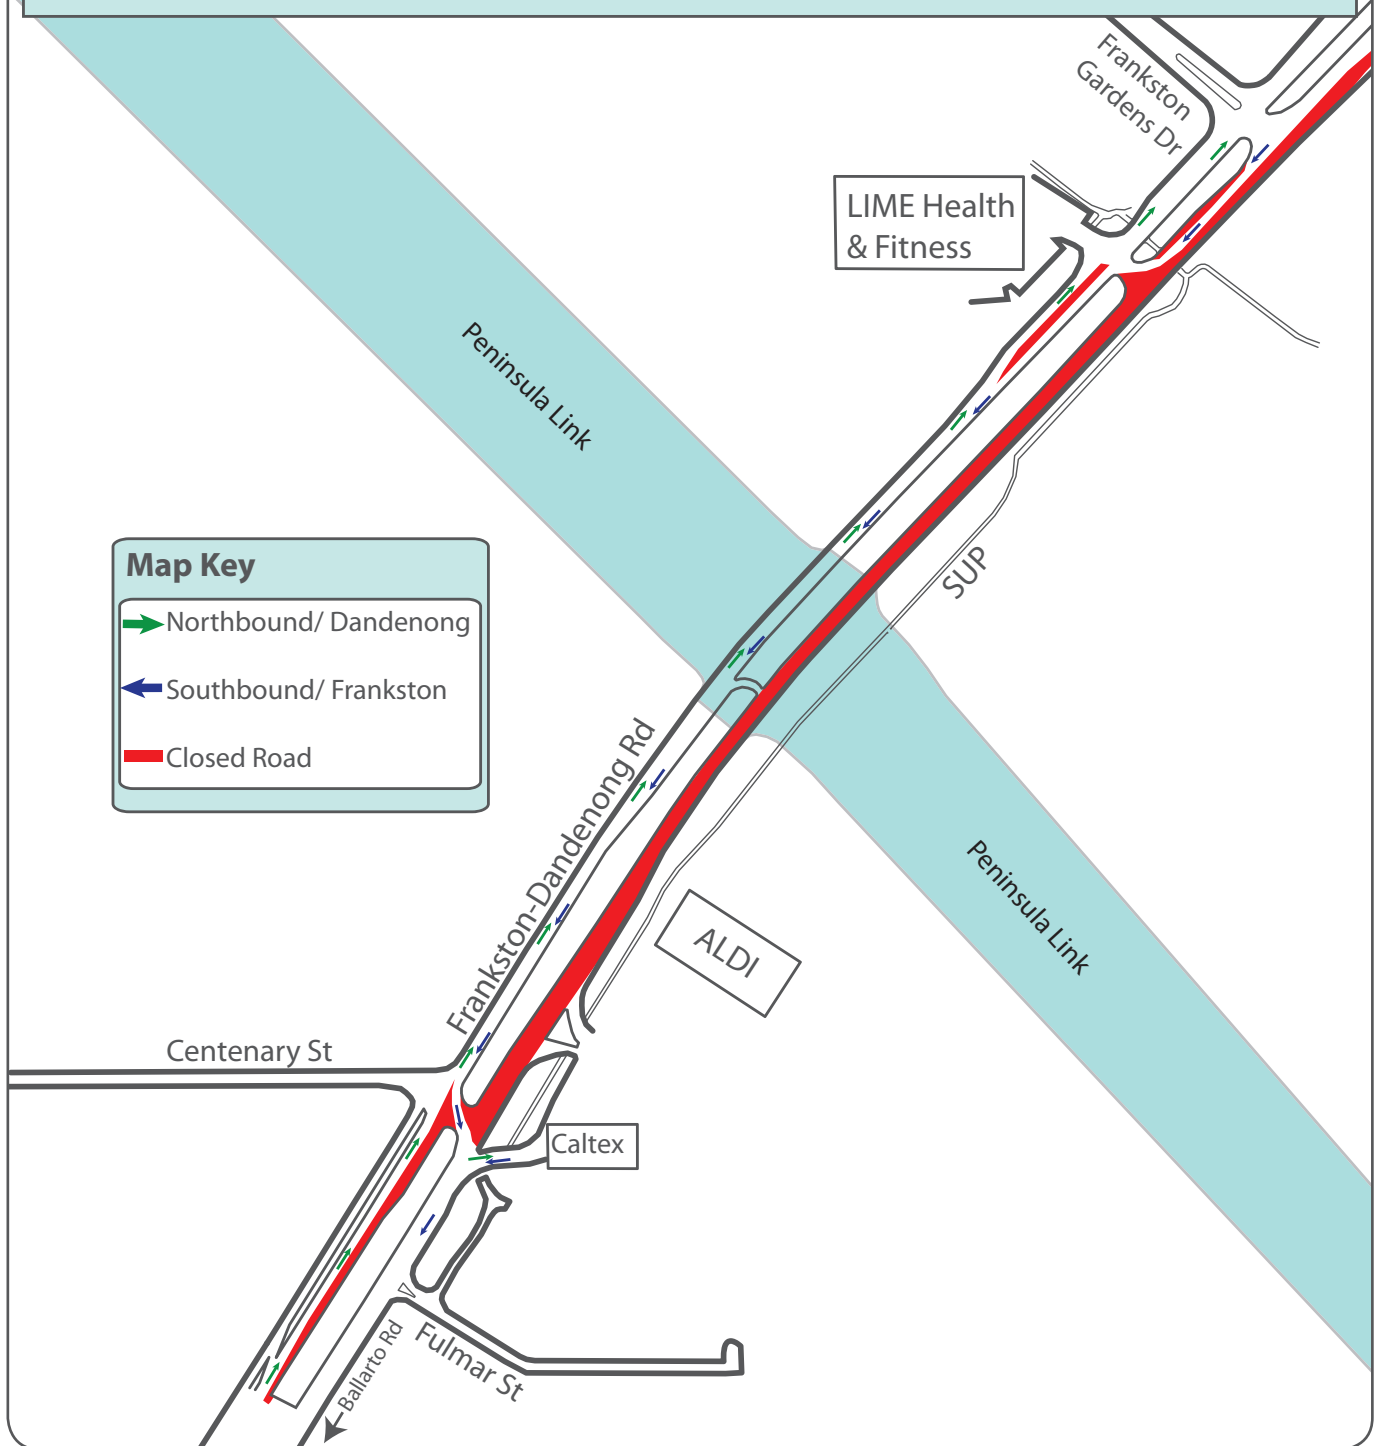 Frankston
Gardens Dr
LIME Health
& Fitness
Peninsula Link
SUP
Map Key
Northbound/ Dandenong
Southbound/ Frankston
Closed Road
Frankston-Dandenong Rd
Peninsula Link
ALDI
Centenary St
Caltex
Ballarto Rd
Fulmar St